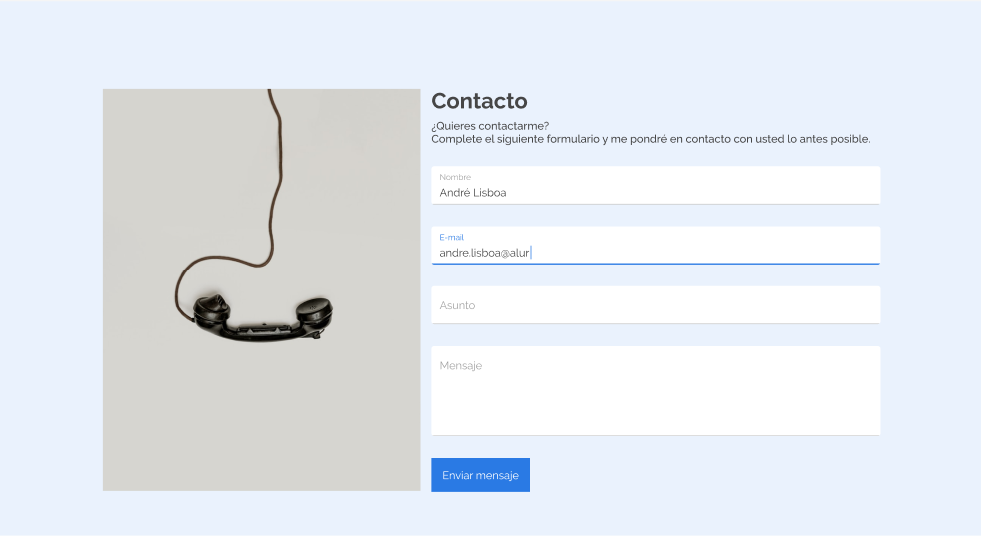 Contacto
¿Quieres contactarme?
Complete el siguiente formulario y me pondré en contacto con usted lo antes posible.
Nombre
André Lisboa
E-mail
andre.lisboa@alur
Asunto
Mensaje
Enviar mensaje